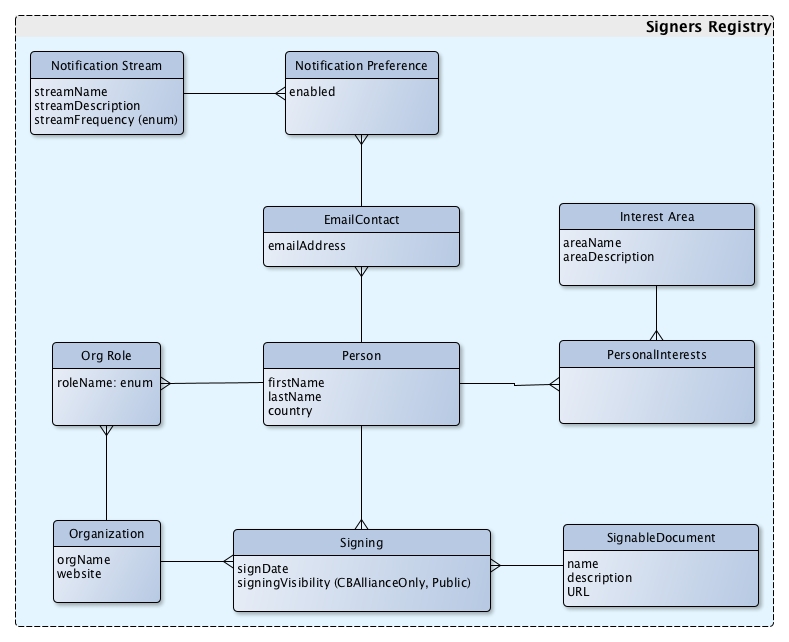 Signers Registry
Notification Stream
streamName
streamDescription
streamFrequency (enum)
Notification Preference
enabled
EmailContact
emailAddress
Interest Area
areaName
areaDescription
Org Role
roleName: enum
Person
firstName
lastName
country
PersonalInterests
Organization
orgName
website
Signing
signDate
signingVisibility (CBAllianceOnly, Public)
SignableDocument
name
description
URL